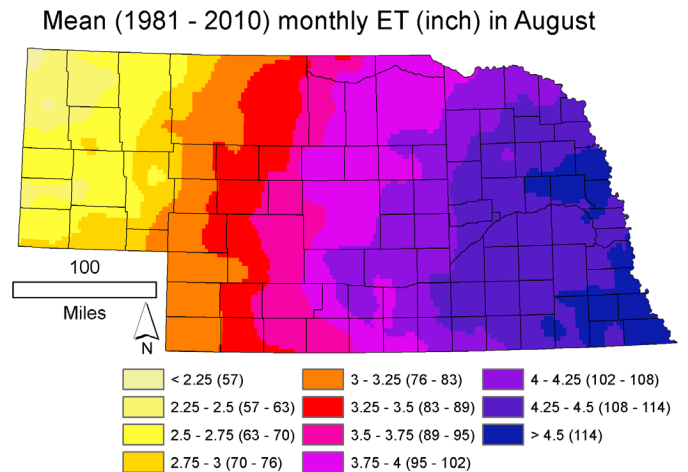 Mean (1981 - 2010) monthly ET (inch) in August
100
Miles
N
< 2.25 (57)
2.25 - 2.5 (57 - 63)
2.5 - 2.75 (63 - 70)
2.75 - 3 (70 - 76)
3 - 3.25 (76 - 83)
3.25 - 3.5 (83 - 89)
3.5 - 3.75 (89 - 95)
3.75 - 4 (95 - 102)
4 - 4.25 (102 - 108)
4.25 - 4.5 (108 - 114)
> 4.5 (114)